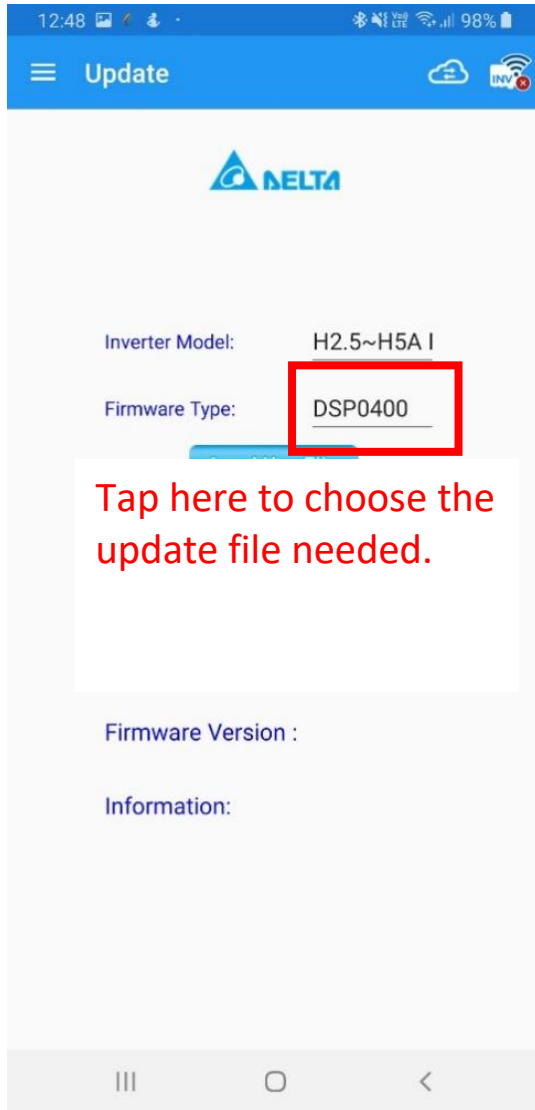 12:48 98%
Update
INV
DELTA
Inverter Model: H2.5~H5A I
Firmware Type: DSP0400
Tap here to choose the
update file needed.
Firmware Version :
Information: